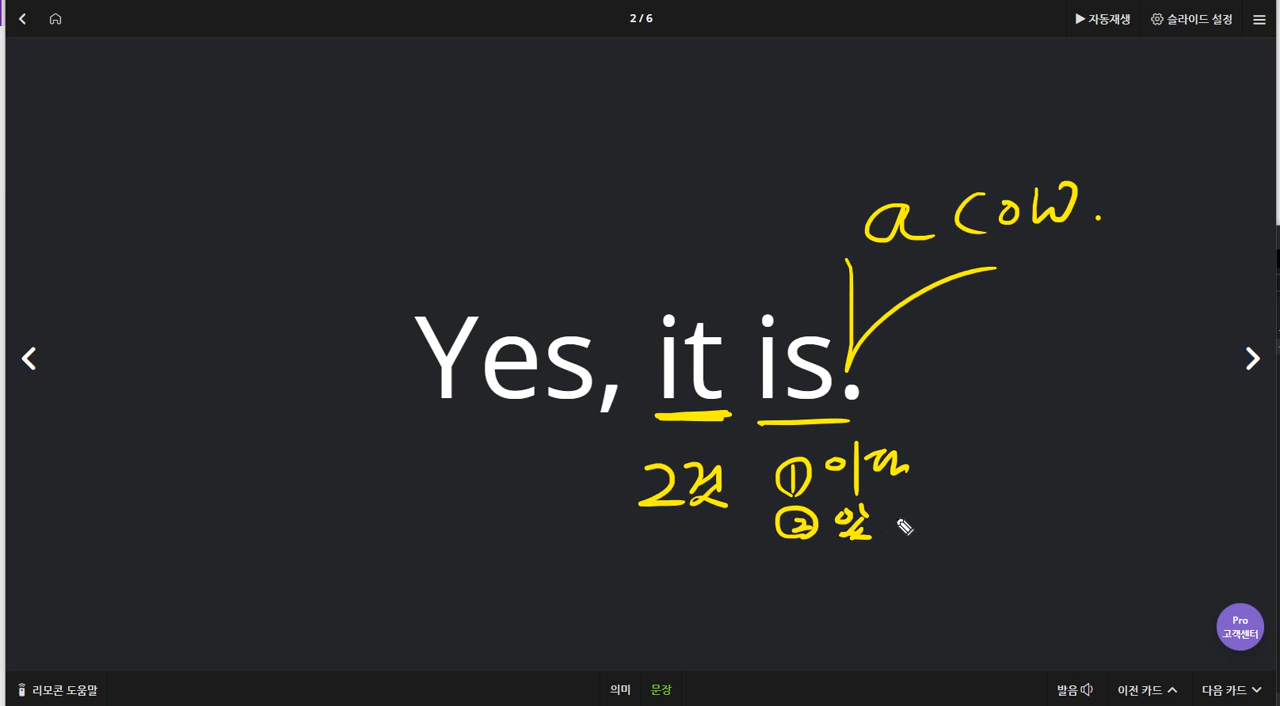 2 / 6
자동재생
슬라이드 설정
a cow.
Yes, it is.
그것
① 이다
② 있
Pro
고객센터
리모콘 도움말
의미
문장
발음
이전 카드
다음 카드